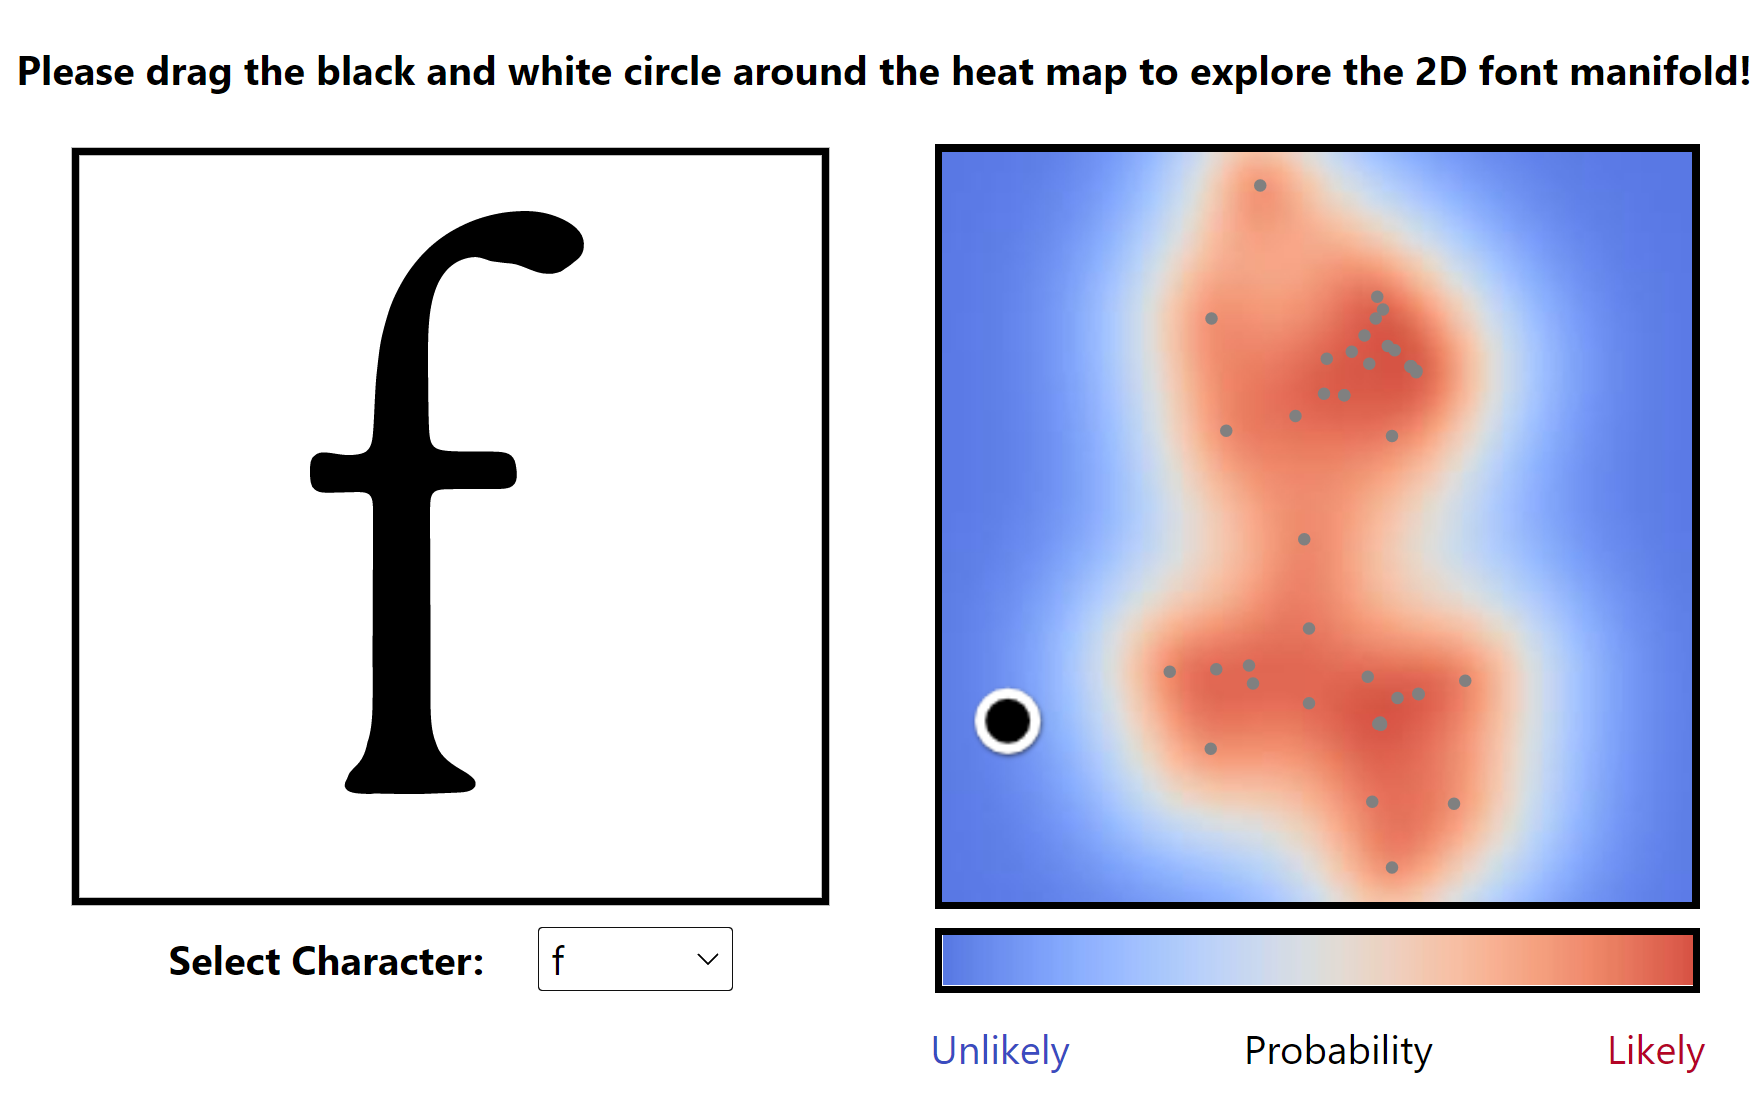 Please drag the black and white circle around the heat map to explore the 2D font manifold!
f
Select Character: f
Unlikely Probability Likely